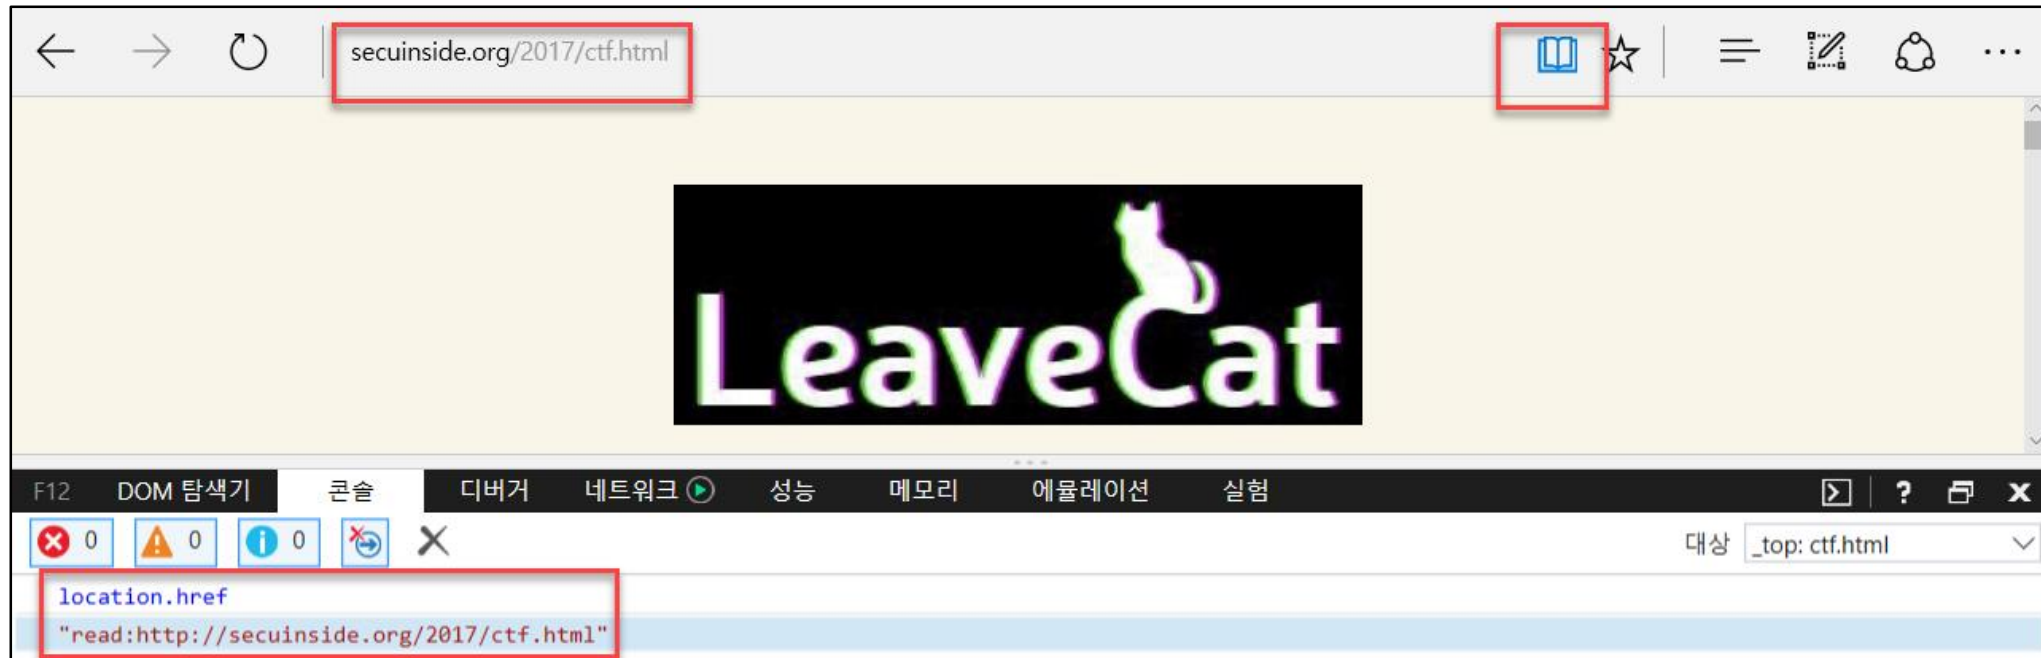 secuinside.org/2017/ctf.html
LeaveCat
F12 DOM 탐색기 콘솔 디버거 네트워크 성능 메모리 에뮬레이션 실험 ?
0 0 0 대상 _top: ctf.html
location.href
"read:http://secuinside.org/2017/ctf.html"